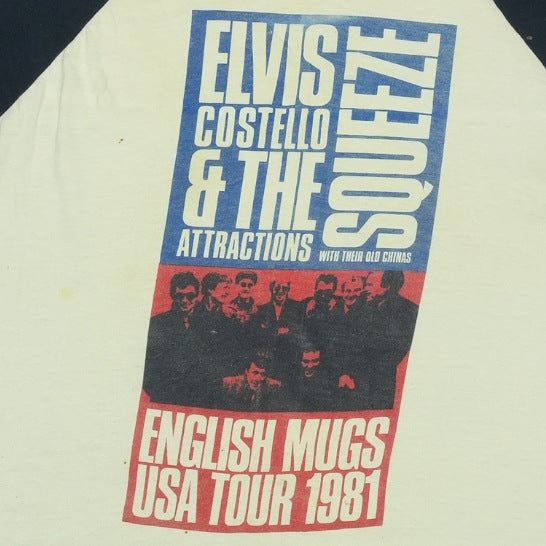 ELVIS
COSTELLO
& THE
ATTRACTIONS
SQUEEZE
WITH THEIR OLD CHINAS
ENGLISH MUGS
USA TOUR 1981